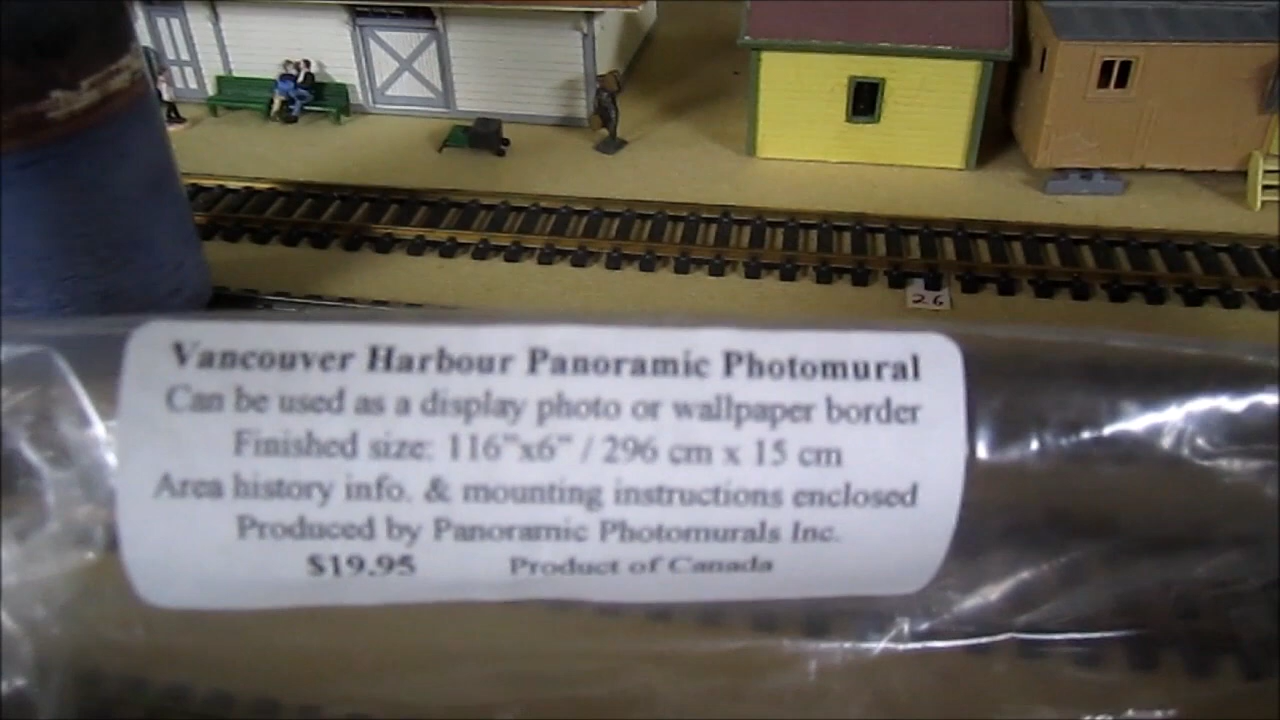 26
Vancouver Harbour Panoramic Photomural
Can be used as a display photo or wallpaper border
Finished size: 116"x6" / 296 cm x 15 cm
Area history info. & mounting instructions enclosed
Produced by Panoramic Photomurals Inc.
$19.95 Product of Canada